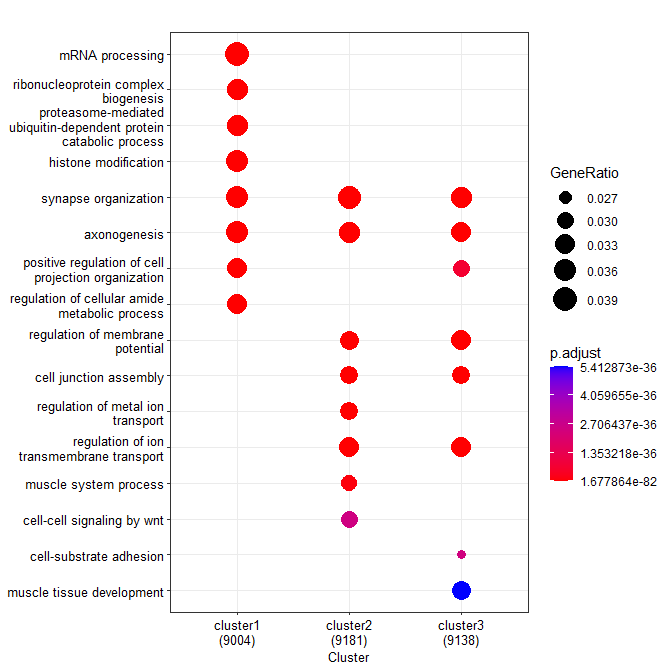 mRNA processing
ribonucleoprotein complex
biogenesis
proteasome-mediated
ubiquitin-dependent protein
catabolic process
histone modification
synapse organization
axonogenesis
positive regulation of cell
projection organization
regulation of cellular amide
metabolic process
regulation of membrane
potential
cell junction assembly
regulation of metal ion
transport
regulation of ion
transmembrane transport
muscle system process
cell-cell signaling by wnt
cell-substrate adhesion
muscle tissue development
cluster1
(9004)
cluster2
(9181)
cluster3
(9138)
Cluster
GeneRatio
0.027
0.030
0.033
0.036
0.039
p.adjust
5.412873e-36
4.059655e-36
2.706437e-36
1.353218e-36
1.677864e-82